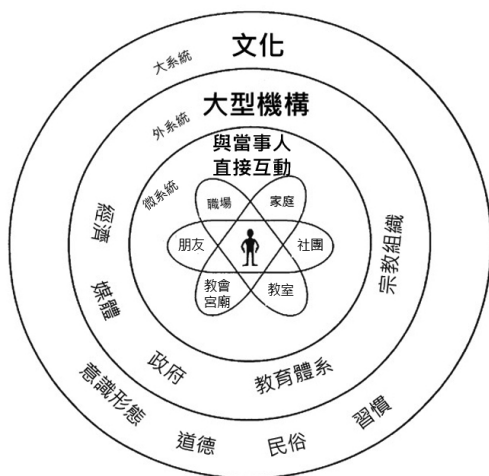 文化
大系統
大型機構
外系統
與當事人
直接互動
微系統
職場
家庭
朋友
社團
教會
宮廟
教室
經濟
媒體
政府
教育體系
宗教組織
意識形態
道德
民俗
習慣